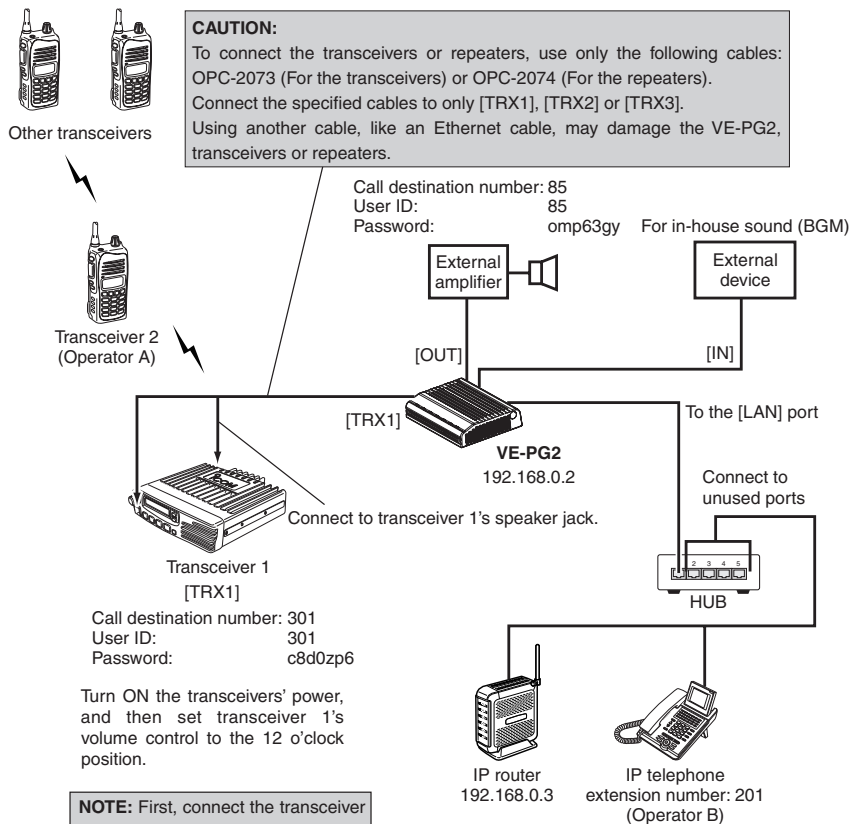 CAUTION:
To connect the transceivers or repeaters, use only the following cables:
OPC-2073 (For the transceivers) or OPC-2074 (For the repeaters).
Connect the specified cables to only [TRX1], [TRX2] or [TRX3].
Using another cable, like an Ethernet cable, may damage the VE-PG2,
transceivers or repeaters.
Other transceivers
Call destination number: 85
User ID: 85
Password: omp63gy
For in-house sound (BGM)
External
amplifier
External
device
Transceiver 2
(Operator A)
[OUT]
[IN]
[TRX1]
To the [LAN] port
VE-PG2
192.168.0.2
Connect to
unused ports
Connect to transceiver 1's speaker jack.
ICOM
2 3 4 5
HUB
Transceiver 1
[TRX1]
Call destination number: 301
User ID: 301
Password: c8d0zp6
Turn ON the transceivers' power,
and then set transceiver 1's
volume control to the 12 o'clock
position.
IP router
192.168.0.3
IP telephone
extension number: 201
(Operator B)
NOTE: First, connect the transceiver